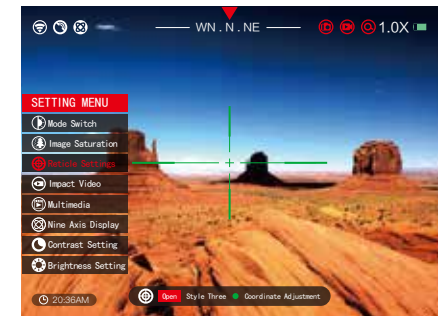 WN . N . NE
1.0X
SETTING MENU
Mode Switch
Image Saturation
Reticle Settings
Impact Video
Multimedia
Nine Axis Display
Contrast Setting
Brightness Setting
20:36AM
Open Style Three Coordinate Adjustment